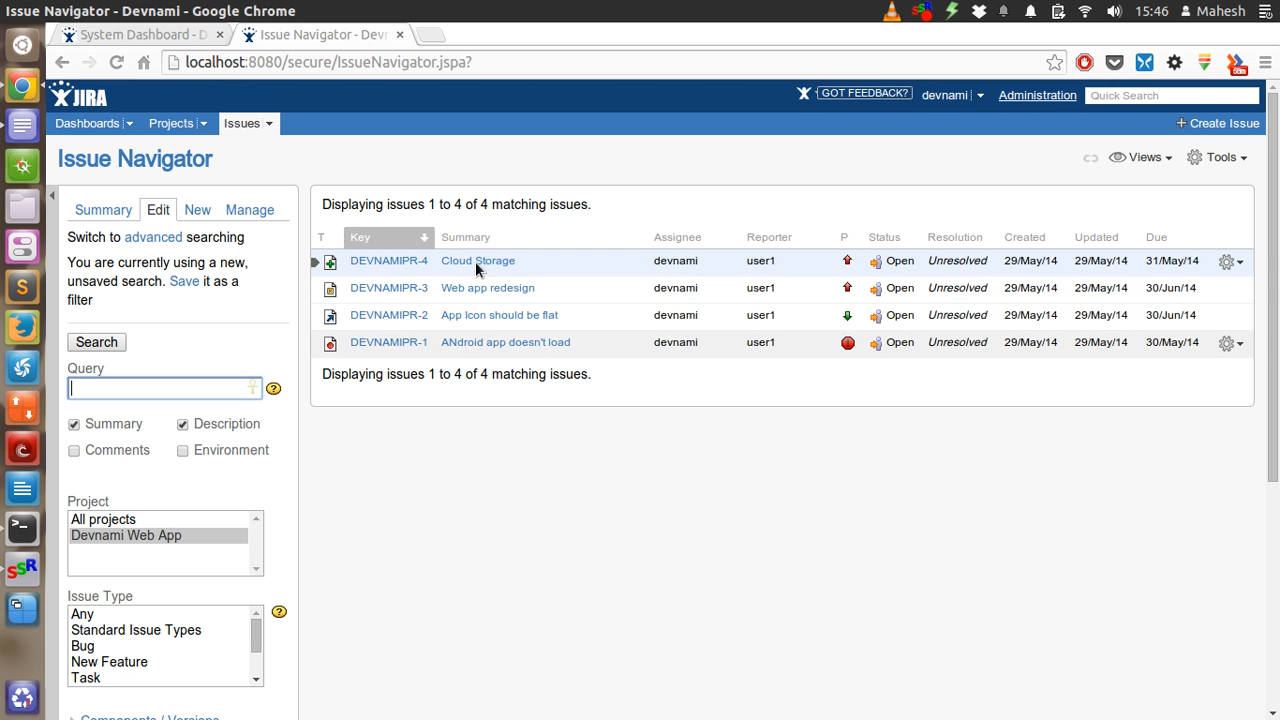 Issue Navigator - Devnami - Google Chrome
15:46 Mahesh
System Dashboard - D
Issue Navigator - Devn
localhost:8080/secure/IssueNavigator.jspa?
JIRA
GOT FEEDBACK?
devnami
Administration
Quick Search
Dashboards
Projects
Issues
+ Create Issue
Issue Navigator
Views
Tools
Summary Edit New Manage
Switch to advanced searching
You are currently using a new,
unsaved search. Save it as a
filter
Search
Query
Summary Description
Comments Environment
Project
All projects
Devnami Web App
Issue Type
Any
Standard Issue Types
Bug
New Feature
Task
Components / Versions
Displaying issues 1 to 4 of 4 matching issues.
T Key Summary Assignee Reporter P Status Resolution Created Updated Due
DEVNAMIPR-4 Cloud Storage devnami user1 Open Unresolved 29/May/14 29/May/14 31/May/14
DEVNAMIPR-3 Web app redesign devnami user1 Open Unresolved 29/May/14 29/May/14 30/Jun/14
DEVNAMIPR-2 App Icon should be flat devnami user1 Open Unresolved 29/May/14 29/May/14 30/Jun/14
DEVNAMIPR-1 ANdroid app doesn't load devnami user1 Open Unresolved 29/May/14 29/May/14 30/May/14
Displaying issues 1 to 4 of 4 matching issues.